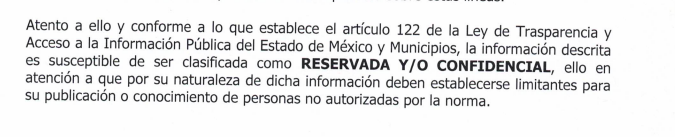 Atento a ello y conforme a lo que establece el artículo 122 de la Ley de Trasparencia y
Acceso a la Información Pública del Estado de México y Municipios, la información descrita
es susceptible de ser clasificada como RESERVADA Y/O CONFIDENCIAL, ello en
atención a que por su naturaleza de dicha información deben establecerse limitantes para
su publicación o conocimiento de personas no autorizadas por la norma.